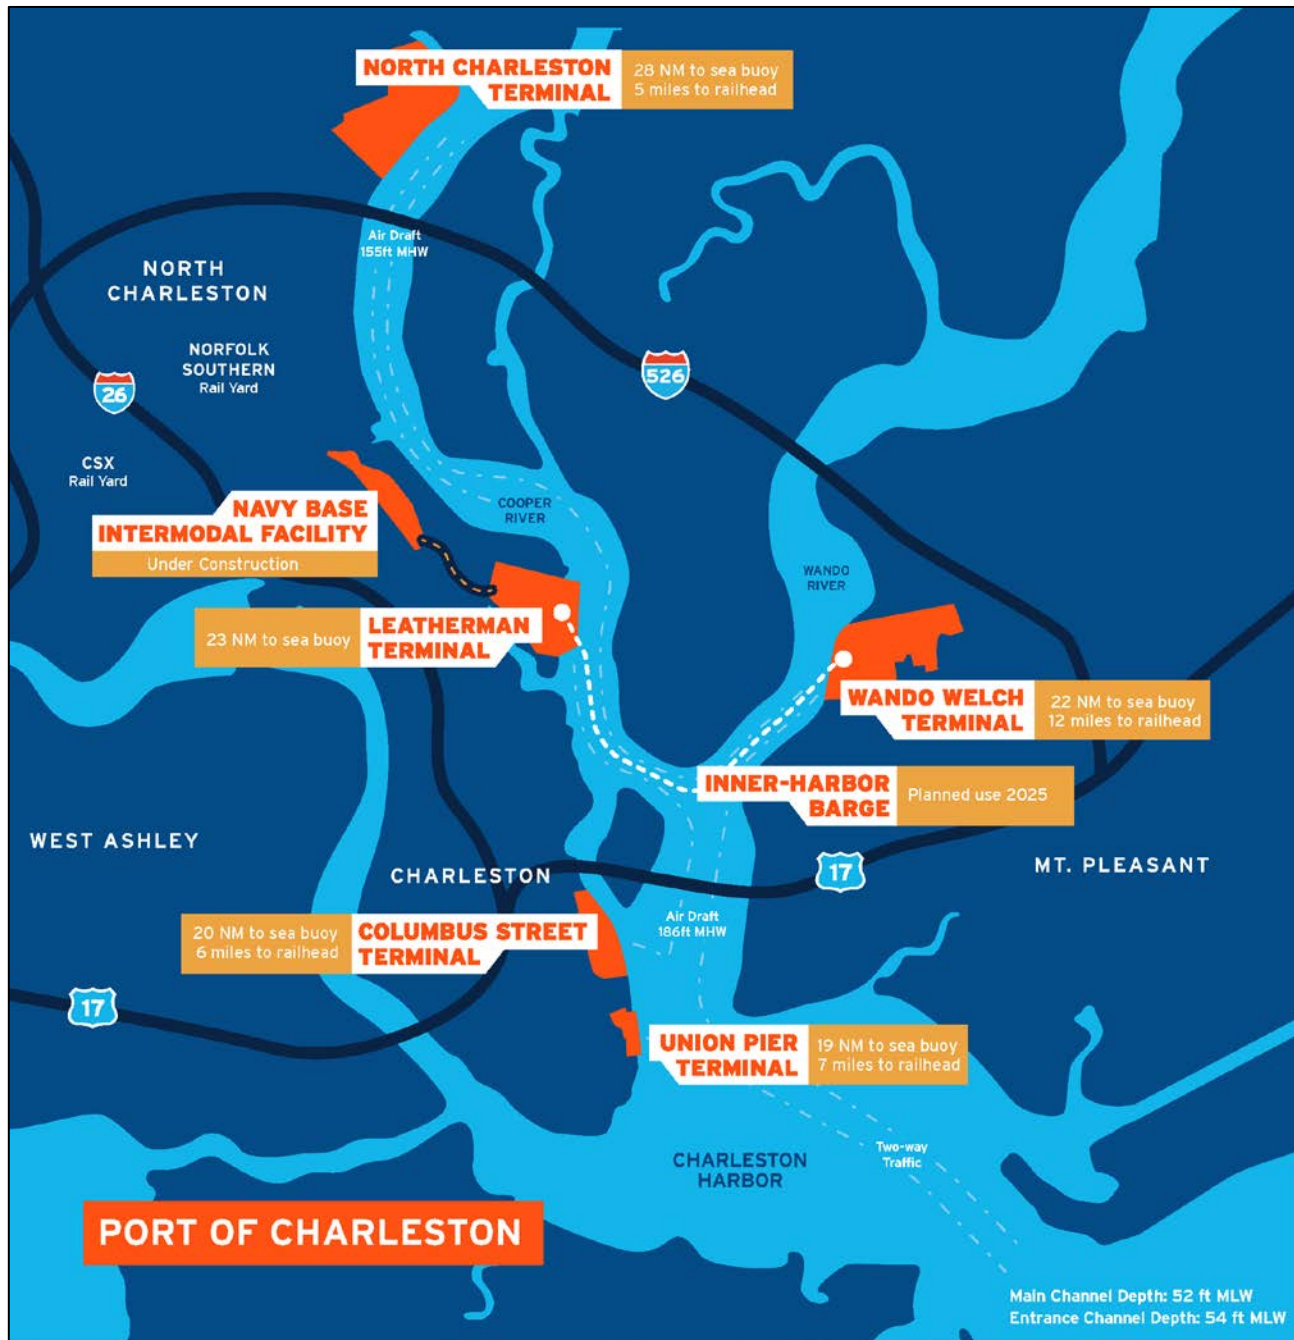 NORTH CHARLESTON
TERMINAL
28 NM to sea buoy
5 miles to railhead
Air Draft
155ft MHW
NORTH
CHARLESTON
NORFOLK
SOUTHERN
Rail Yard
26
526
CSX
Rail Yard
NAVY BASE
INTERMODAL FACILITY
Under Construction
COOPER
RIVER
WANDO
RIVER
23 NM to sea buoy
LEATHERMAN
TERMINAL
WANDO WELCH
TERMINAL
22 NM to sea buoy
12 miles to railhead
INNER-HARBOR
BARGE
Planned use 2025
WEST ASHLEY
CHARLESTON
17
MT. PLEASANT
20 NM to sea buoy
6 miles to railhead
COLUMBUS STREET
TERMINAL
Air Draft
186ft MHW
17
UNION PIER
TERMINAL
19 NM to sea buoy
7 miles to railhead
CHARLESTON
HARBOR
Two-way
Traffic
PORT OF CHARLESTON
Main Channel Depth: 52 ft MLW
Entrance Channel Depth: 54 ft MLW